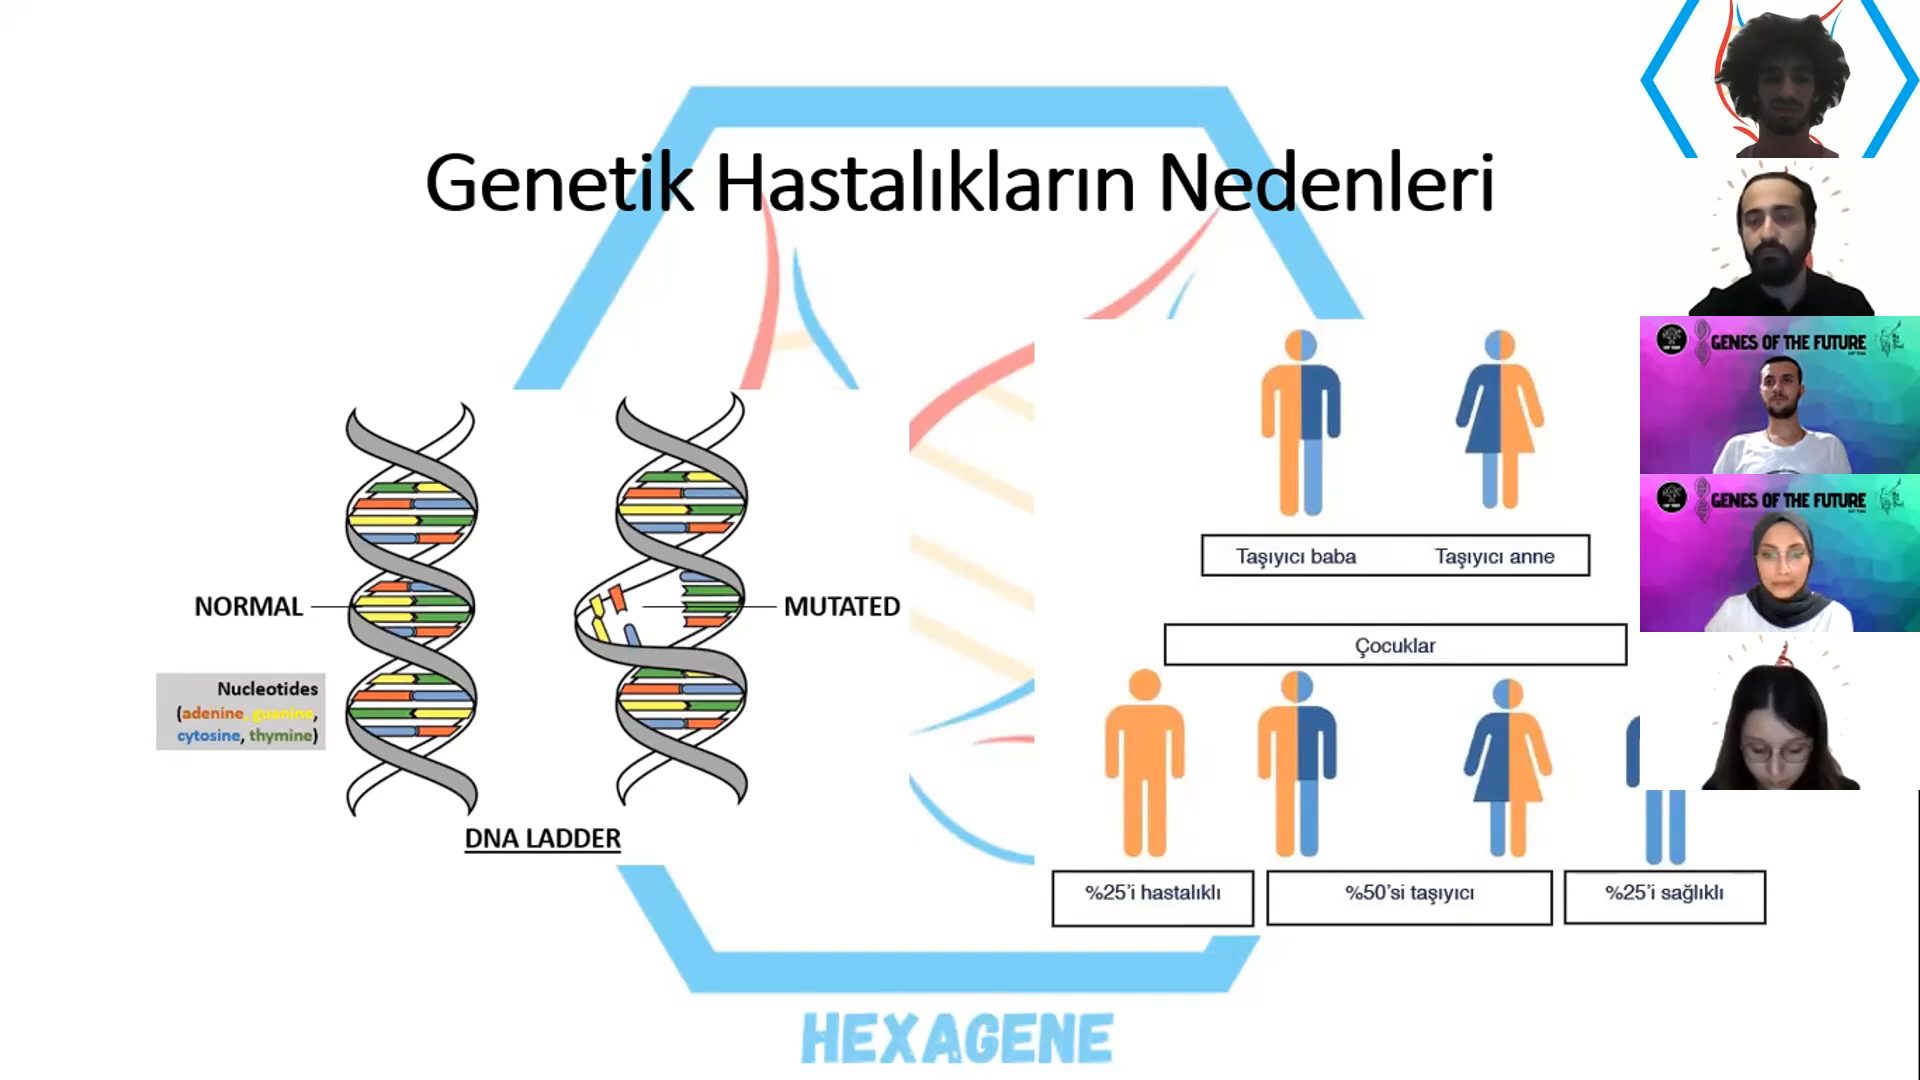 Genetik Hastalıkların Nedenleri
NORMAL
MUTATED
Nucleotides
(adenine, guanine,
cytosine, thymine)
DNA LADDER
Taşıyıcı baba
Taşıyıcı anne
Çocuklar
%25'i hastalıklı
%50'si taşıyıcı
%25'i sağlıklı
HEXAGENE
GENES OF THE FUTURE
GENES OF THE FUTURE